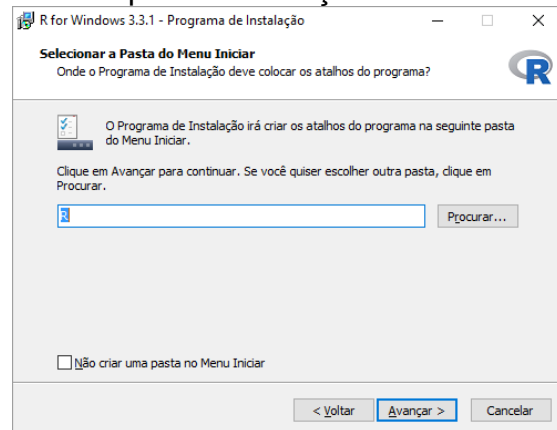 R for Windows 3.3.1 - Programa de Instalação
Selecionar a Pasta do Menu Iniciar
Onde o Programa de Instalação deve colocar os atalhos do programa?
R
O Programa de Instalação irá criar os atalhos do programa na seguinte pasta
do Menu Iniciar.
Clique em Avançar para continuar. Se você quiser escolher outra pasta, clique em
Procurar.
R
Procurar...
Não criar uma pasta no Menu Iniciar
< Voltar
Avançar >
Cancelar